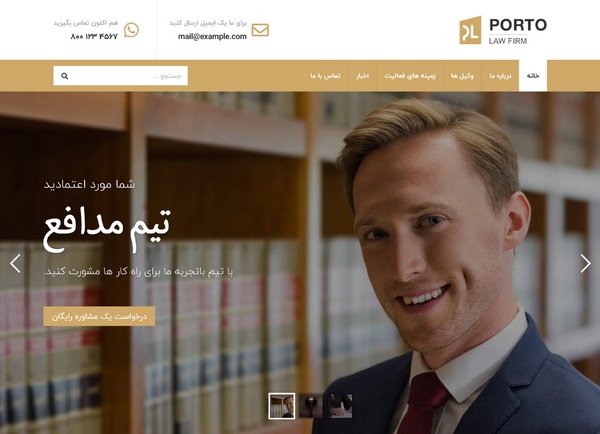 PORTO
LAW FIRM
برای ما یک ایمیل ارسال کنید
mail@example.com
هم اکنون تماس بگیرید
۸۰۰ ۱۲۳ ۴۵۶۷
خانه
درباره ما
وکیل ها
زمینه های فعالیت
اخبار
تماس با ما
جستجو ...
شما مورد اعتمادید
تیم مدافع
با تیم باتجربه ما برای راه کار ها مشورت کنید.
درخواست یک مشاوره رایگان